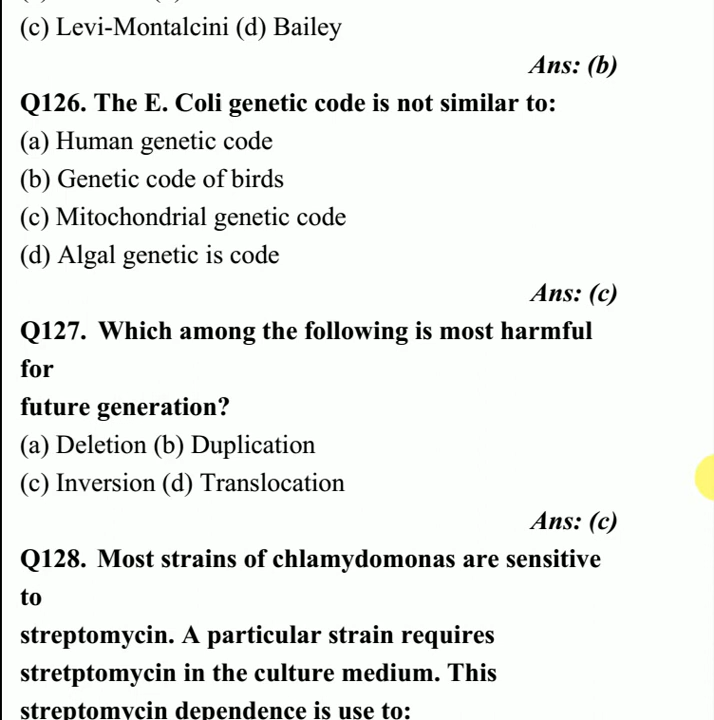 (c) Levi-Montalcini (d) Bailey
Ans: (b)
Q126. The E. Coli genetic code is not similar to:
(a) Human genetic code
(b) Genetic code of birds
(c) Mitochondrial genetic code
(d) Algal genetic is code
Ans: (c)
Q127. Which among the following is most harmful
for
future generation?
(a) Deletion (b) Duplication
(c) Inversion (d) Translocation
Ans: (c)
Q128. Most strains of chlamydomonas are sensitive
to
streptomycin. A particular strain requires
stretptomycin in the culture medium. This
streptomycin dependence is use to: